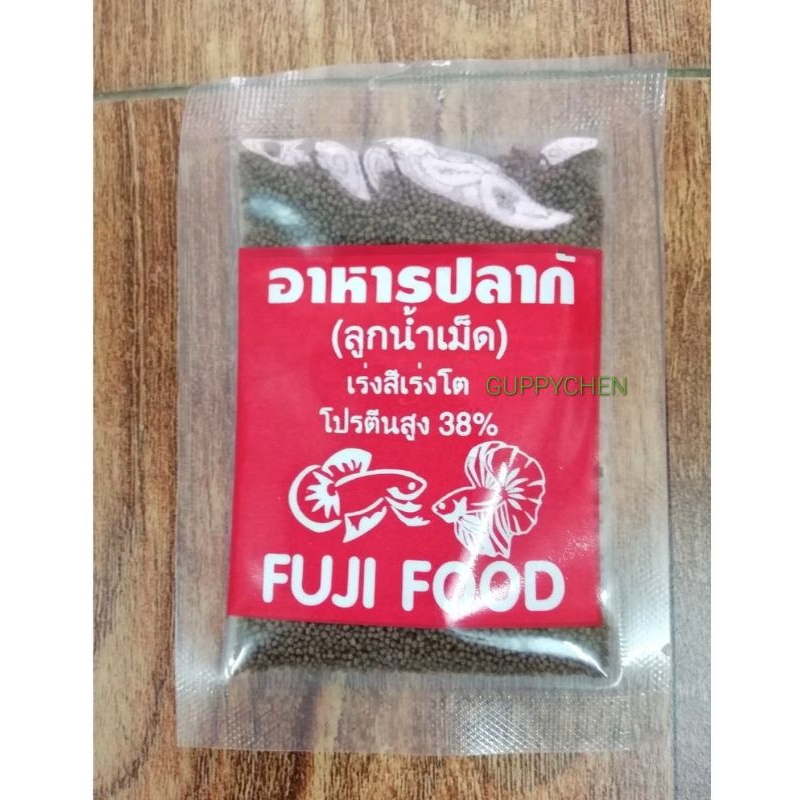 อาหารปลากั
(ลูกน้ำเม็ด)
เร่งสีเร่งโต GUPPYCHEN
โปรตีนสูง 38%
FUJI FOOD